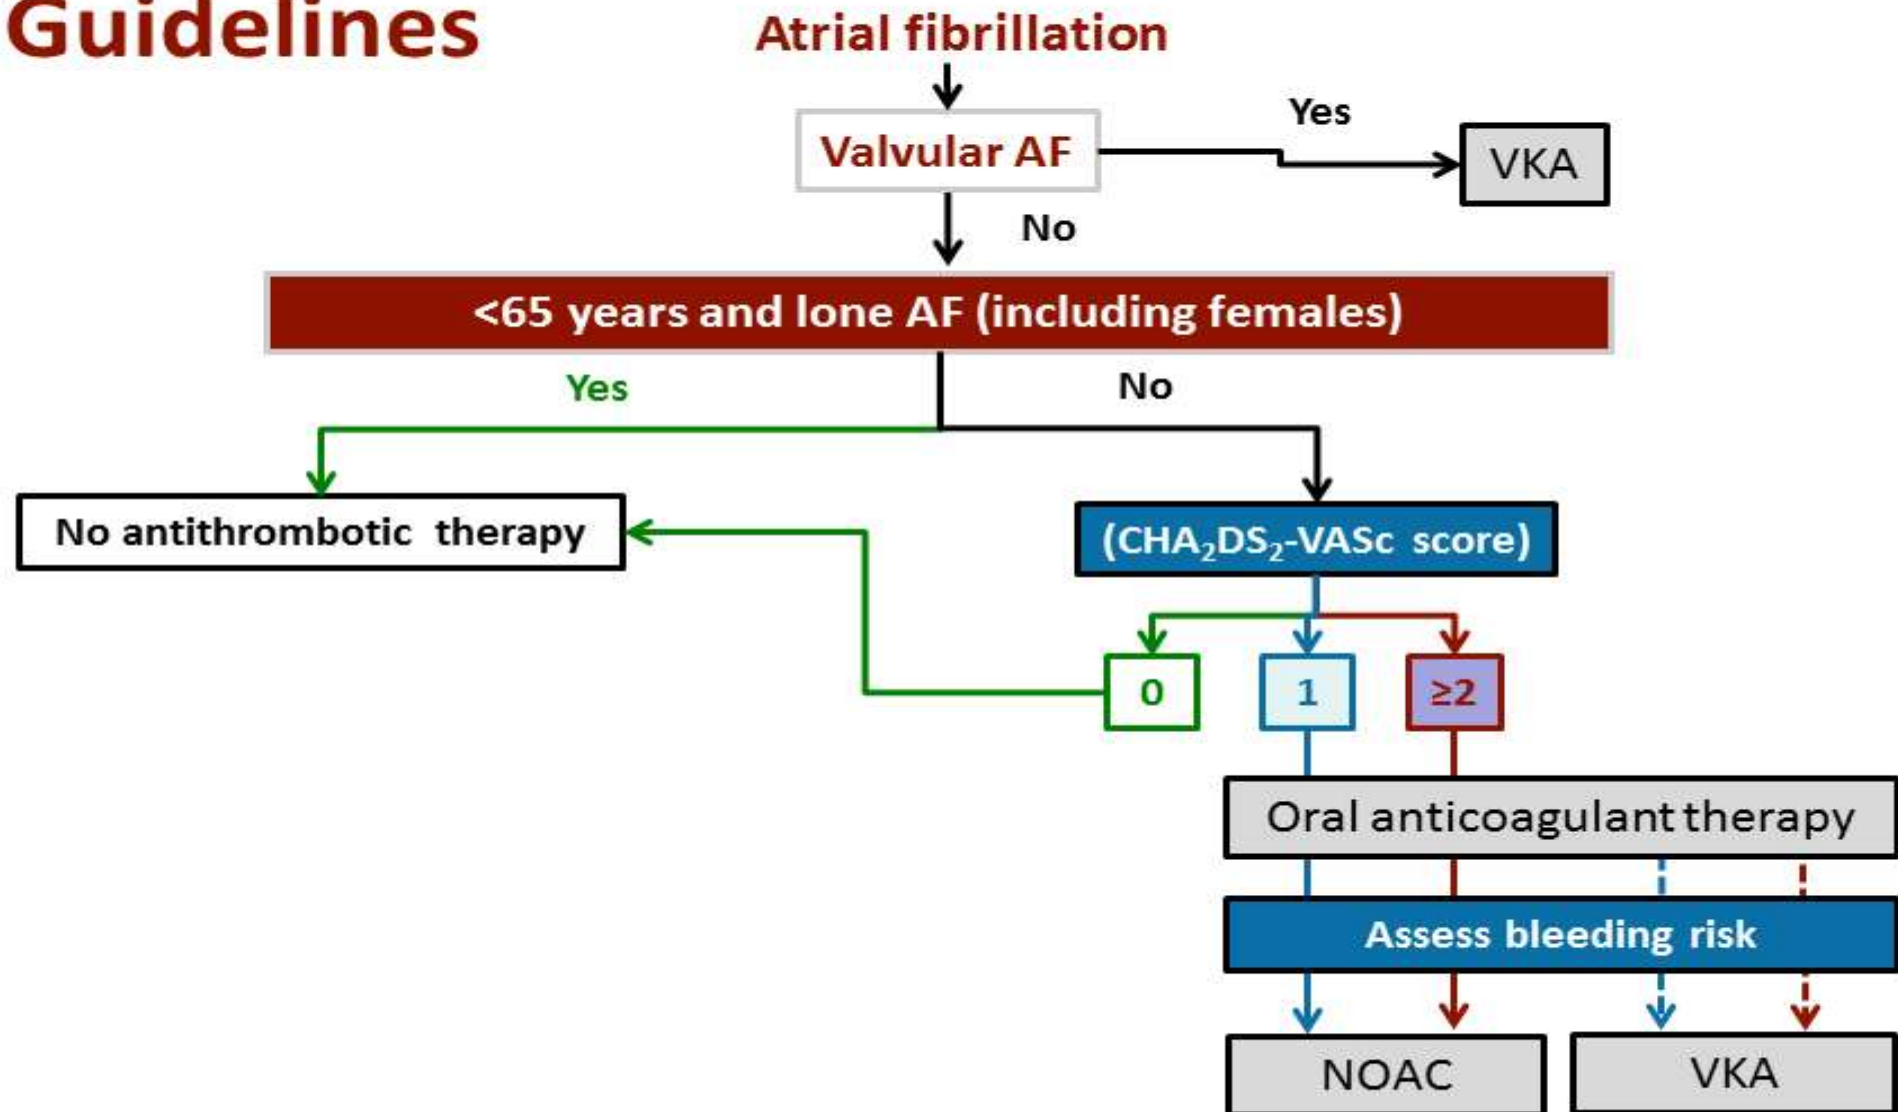 Guidelines
Atrial fibrillation
Valvular AF
Yes
VKA
No
<65 years and lone AF (including females)
Yes
No
No antithrombotic therapy
(CHA₂DS₂-VASc score)
0
1
≥2
Oral anticoagulant therapy
Assess bleeding risk
NOAC
VKA